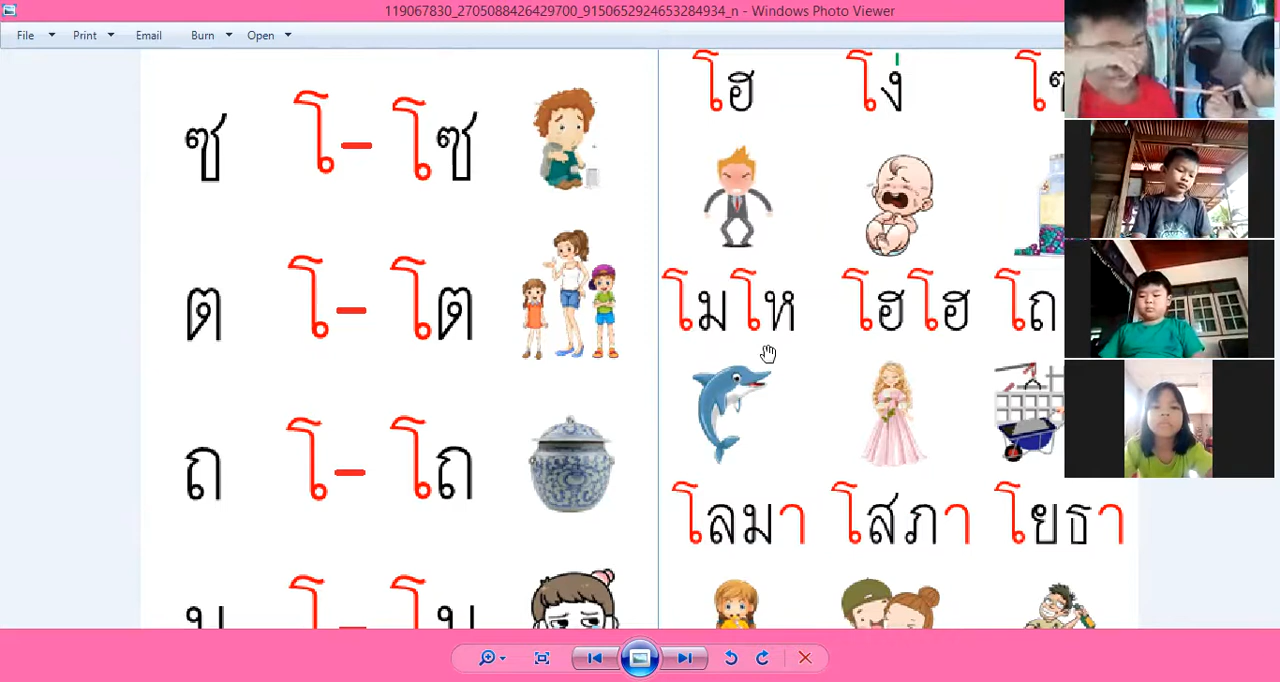 119067830_2705088426429700_9150652924653284934_n - Windows Photo Viewer
File Print Email Burn Open
ซ โ- โซ
ต โ- โต
ถ โ- โถ
โ- 
โฮ โง่
โมโห โฮโฮ
โลมา โสภา โยธา